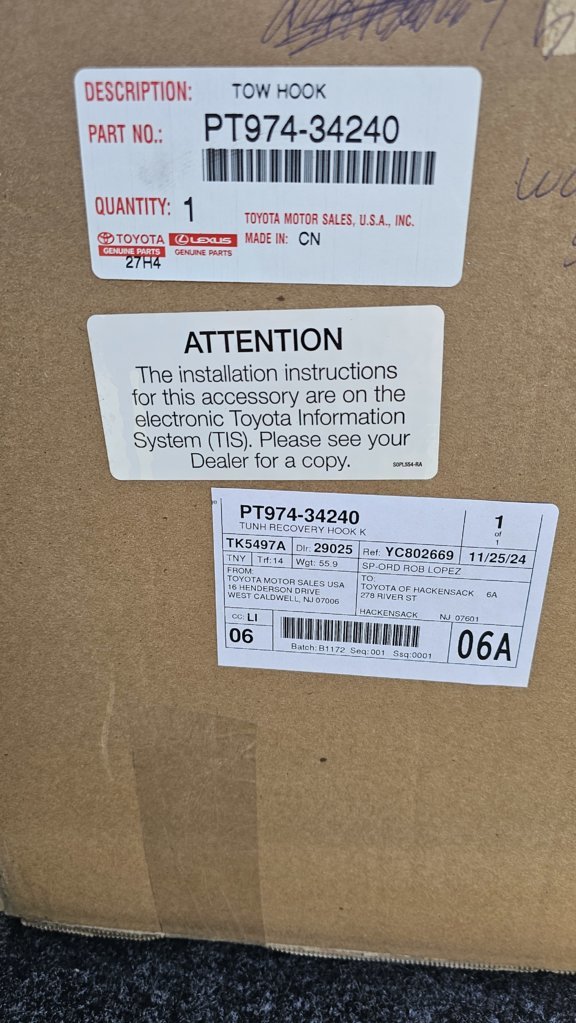 DESCRIPTION: TOW HOOK
PART NO.: PT974-34240
QUANTITY: 1
TOYOTA MOTOR SALES, U.S.A., INC.
TOYOTA LEXUS MADE IN: CN
GENUINE PARTS GENUINE PARTS
27H4
ATTENTION
The installation instructions
for this accessory are on the
electronic Toyota Information
System (TIS). Please see your
Dealer for a copy.
S0PL554-RA
PT974-34240
TUNH RECOVERY HOOK K
1
of
1
TK5497A Dlr: 29025 Ref: YC802669 11/25/24
TNY Trf:14 Wgt: 55.9 SP-ORD ROB LOPEZ
FROM
TOYOTA MOTOR SALES USA
16 HENDERSON DRIVE
WEST CALDWELL, NJ 07006
TO:
TOYOTA OF HACKENSACK 6A
278 RIVER ST
HACKENSACK NJ 07601
CC: LI
06
Batch: B1172 Seq:001 Ssq:0001
06A